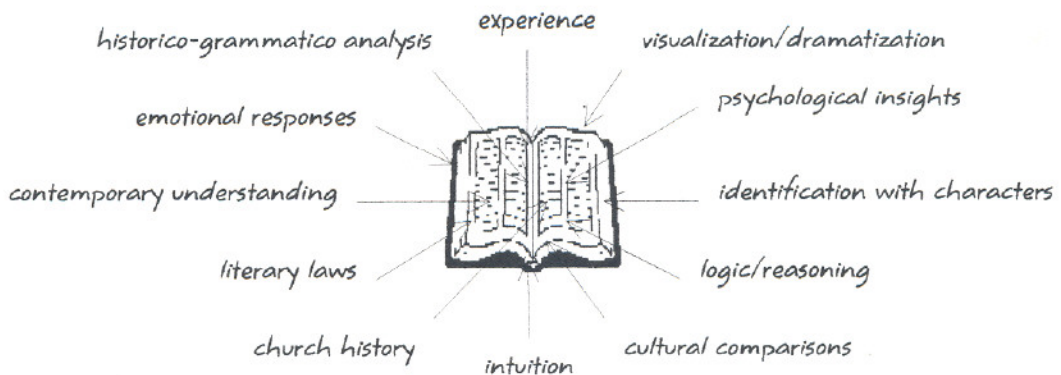 experience
historico-grammatico analysis
visualization/dramatization
psychological insights
emotional responses
contemporary understanding
identification with characters
literary laws
logic/reasoning
church history
intuition
cultural comparisons